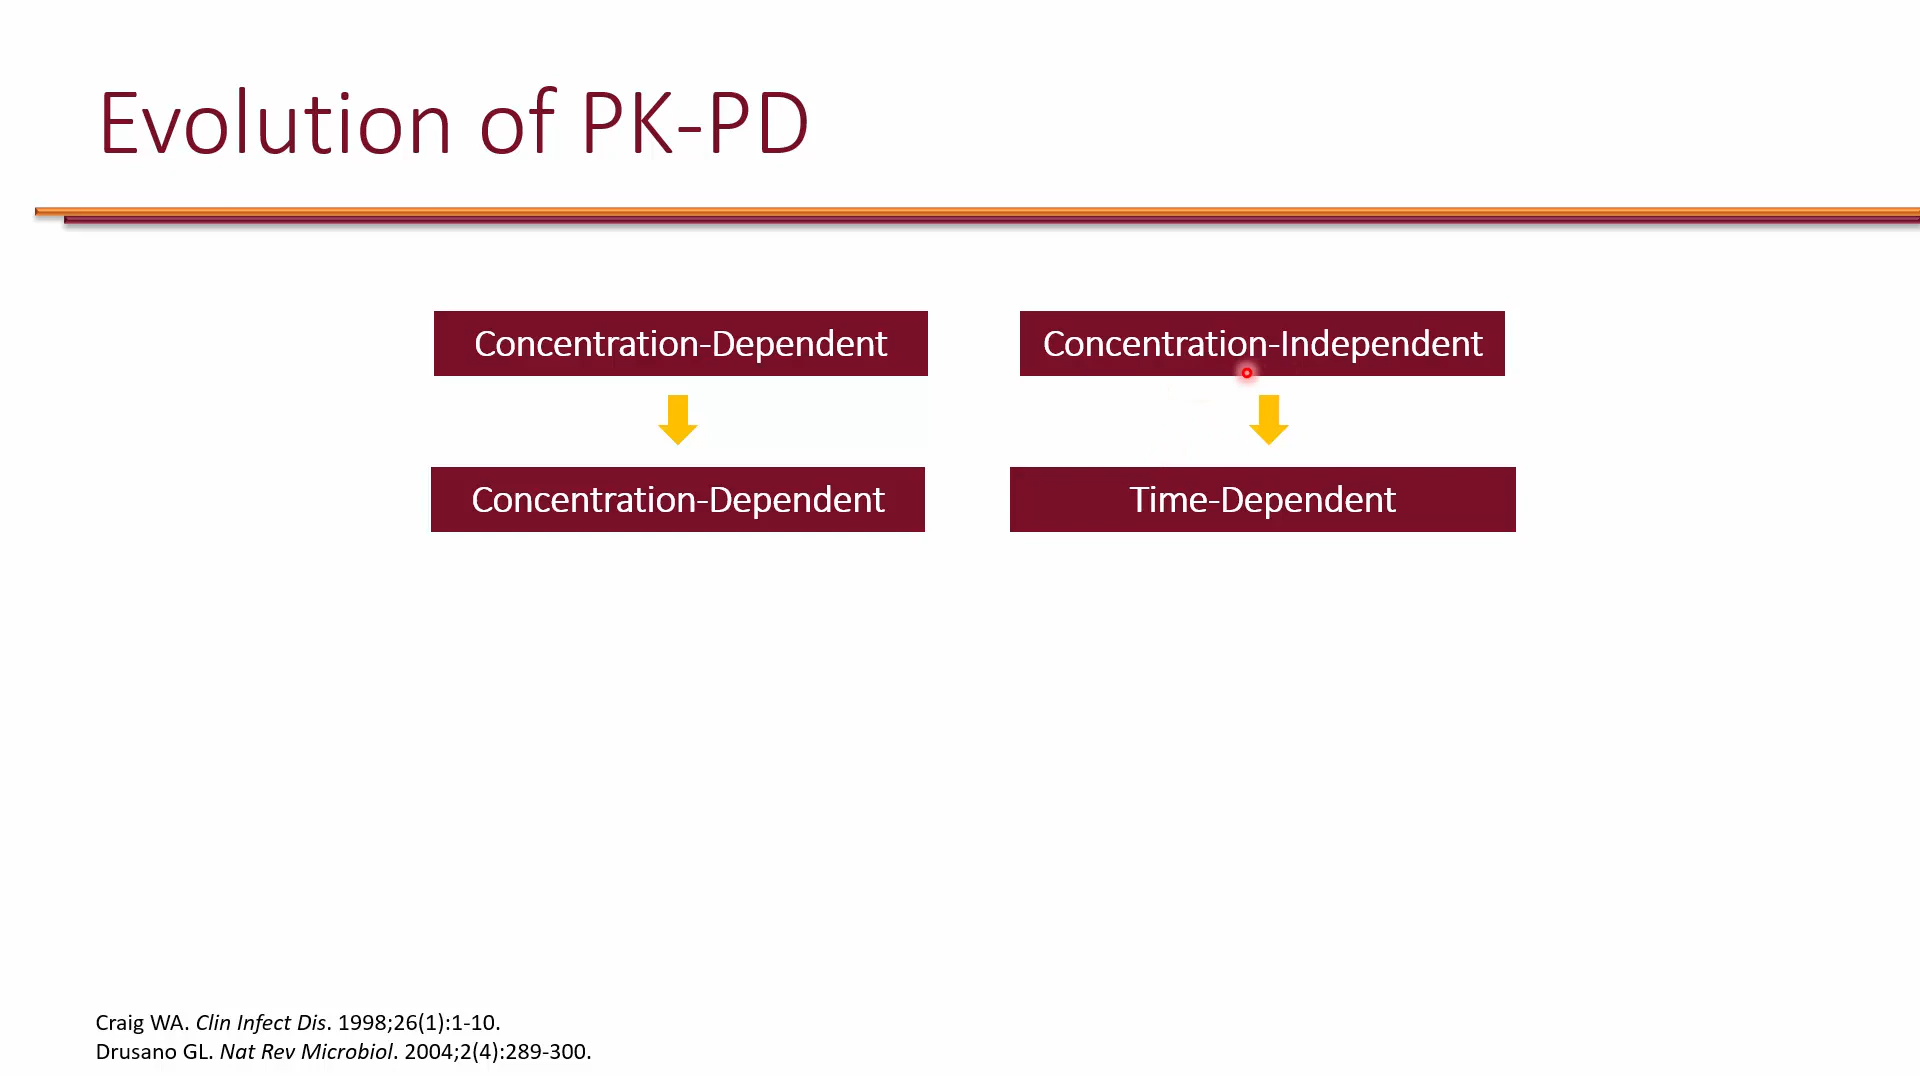 Evolution of PK-PD
Concentration-Dependent
Concentration-Independent
Concentration-Dependent
Time-Dependent
Craig WA. Clin Infect Dis. 1998;26(1):1-10.
Drusano GL. Nat Rev Microbiol. 2004;2(4):289-300.